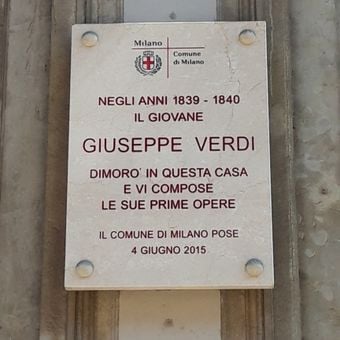 Milano
Comune
di Milano
NEGLI ANNI 1839 - 1840
IL GIOVANE
GIUSEPPE VERDI
DIMORO' IN QUESTA CASA
E VI COMPOSE
LE SUE PRIME OPERE
IL COMUNE DI MILANO POSE
4 GIUGNO 2015